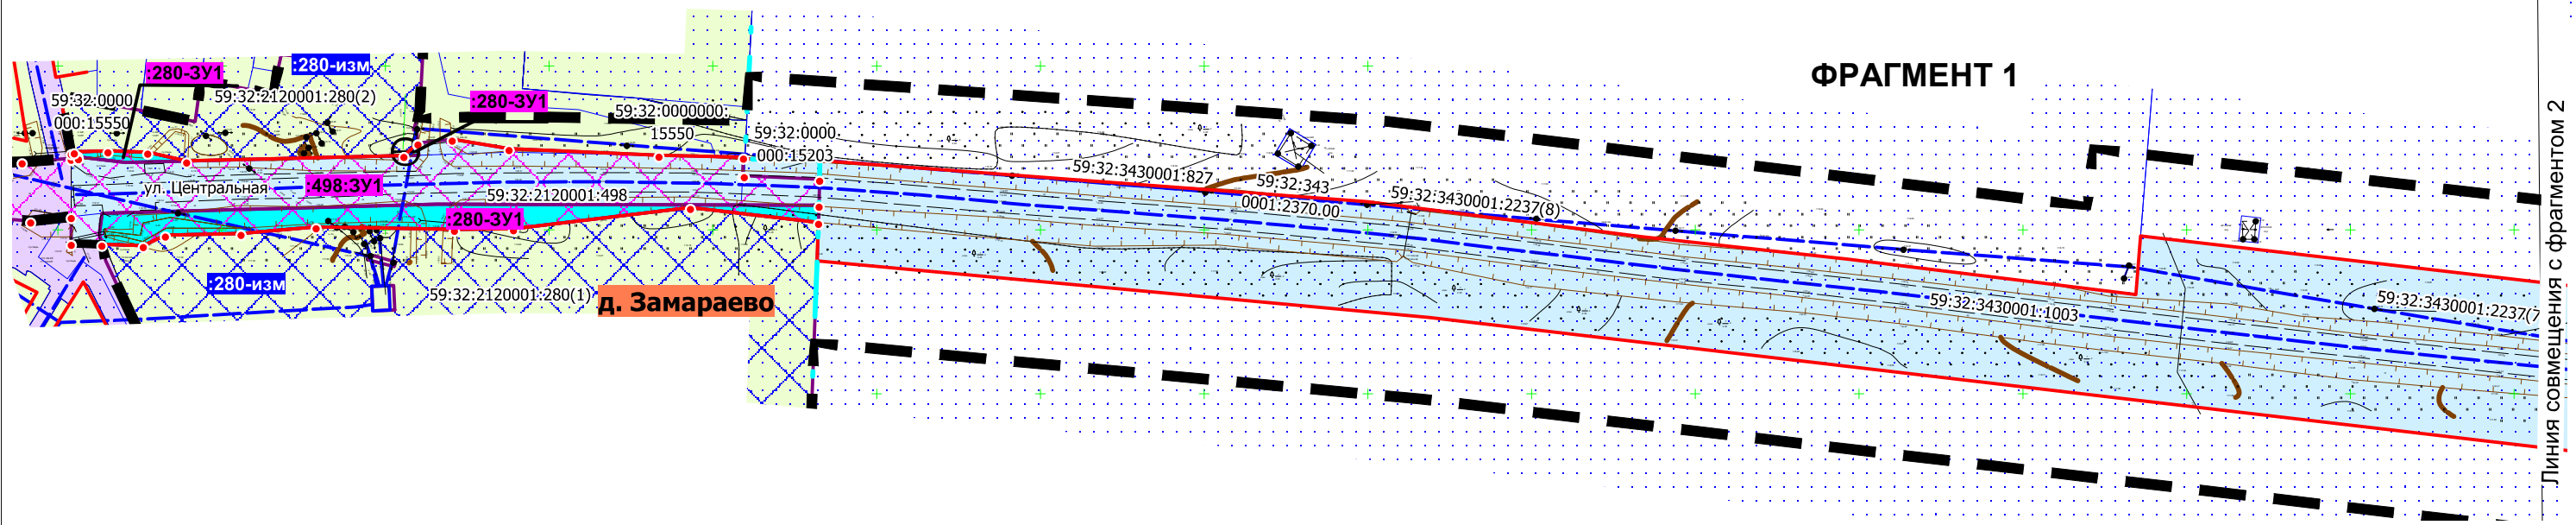 ФРАГМЕНТ 1
:280-ЗУ1
:280-изм
59:32:0000
000:15550
59:32:2120001:280(2)
:280-ЗУ1
59:32:0000000:
15550
59:32:0000
000:15203
ул. Центральная
:498:ЗУ1
59:32:2120001:498
:280-ЗУ1
:280-изм
59:32:2120001:280(1)
д. Замараево
59:32:3430001:827
59:32:343
0001:2370.00
59:32:3430001:2237(8)
59:32:3430001:1003
59:32:3430001:2237(7
Линия совмещения с фрагментом 2